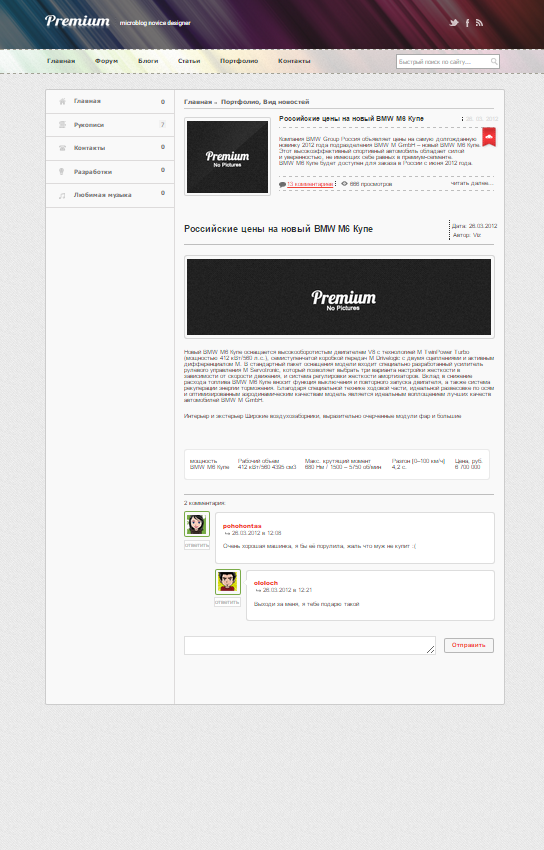 Premium
microblog novice designer
Главная Форум Блоги Статьи Портфолио Контакты
Быстрый поиск по сайту....
Главная 0
Рукописи 7
Контакты 0
Разработки 0
Любимая музыка 0
Главная » Портфолио, Вид новостей
Российские цены на новый BMW M6 Купе
26. 03. 2012
Premium
No Pictures
Компания BMW Group Россия объявляет цены на самую долгожданную
новинку 2012 года подразделения BMW M GmbH – новый BMW M6 Купе.
Этот высокоэффективный спортивный автомобиль обладает силой
и уверенностью, не имеющих себе равных в премиум-сегменте.
BMW M6 Купе будет доступен для заказа в России с июня 2012 года.
13 комментариев 666 просмотров читать далее...
Российские цены на новый BMW M6 Купе
Дата: 26.03.2012
Автор: Viz
Premium
No Pictures
Новый BMW M6 Купе оснащается высокооборотистым двигателем V8 с технологией M TwinPower Turbo
(мощностью 412 кВт/560 л.с.), семиступенчатой коробкой передач M Drivelogic с двумя сцеплениями и активным
дифференциалом M. В стандартный пакет оснащения модели входит специально разработанный усилитель
рулевого управления M Servotronic, который позволяет выбрать три варианта настройки жесткости в
зависимости от скорости движения, и система регулировки жесткости амортизаторов. Вклад в снижение
расхода топлива BMW M6 Купе вносит функция выключения и повторного запуска двигателя, а также система
рекуперации энергии торможения. Благодаря специальной технике ходовой части, идеальной развесовке по осям
и оптимизированным аэродинамическим качествам модель является идеальным воплощением лучших качеств
автомобилей BMW M GmbH.
Интерьер и экстерьер Широкие воздухозаборники, выразительно очерченные модули фар и большие
мощность Рабочий объем Макс. крутящий момент Разгон (0–100 км/ч) Цена, руб.
BMW M6 Купе 412 кВт/560 4395 см3 680 Нм / 1500 – 5750 об/мин 4,2 с. 6 700 000
2 комментария
pohohontas
26.03.2012 в 12:08
Очень хорошая машинка, я бы её порулила, жаль что муж не купит :(
ответить
ololoch
26.03.2012 в 12:21
Выходи за меня, я тебе подарю такой
ответить
Отправить